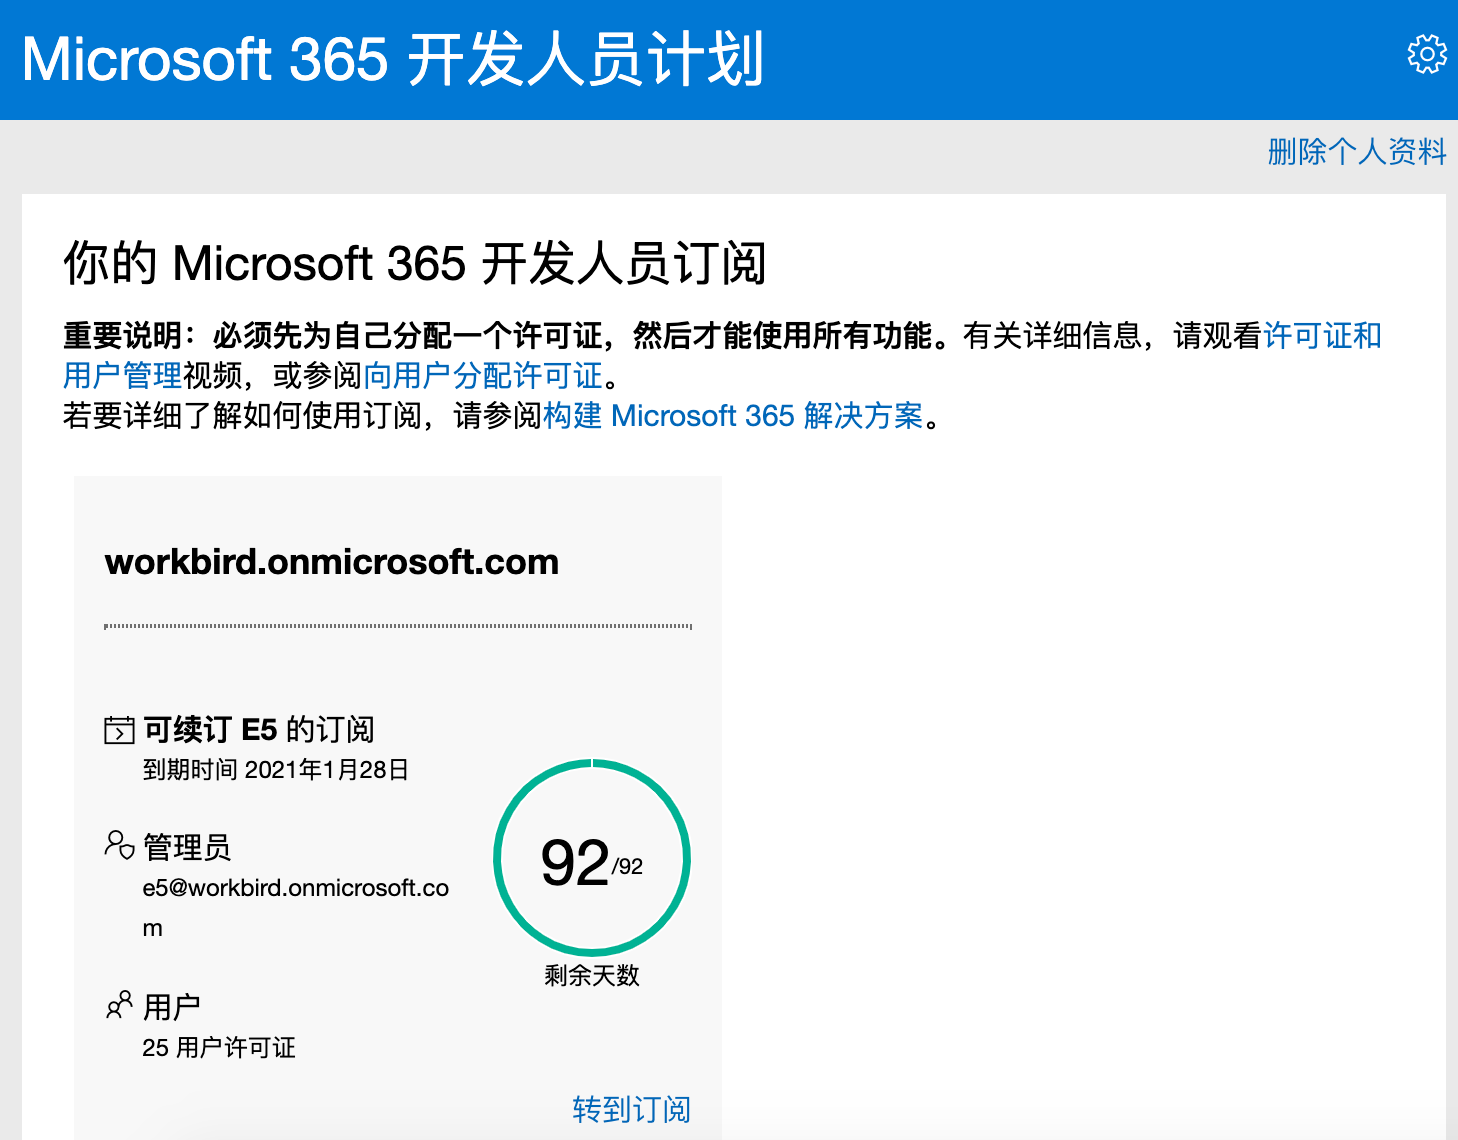 Microsoft 365 开发人员计划
删除个人资料
你的 Microsoft 365 开发人员订阅
重要说明：必须先为自己分配一个许可证，然后才能使用所有功能。有关详细信息，请观看许可证和
用户管理视频，或参阅向用户分配许可证。
若要详细了解如何使用订阅，请参阅构建 Microsoft 365 解决方案。
workbird.onmicrosoft.com
可续订 E5 的订阅
到期时间 2021年1月28日
管理员
e5@workbird.onmicrosoft.co
m
92/92
剩余天数
用户
25 用户许可证
转到订阅